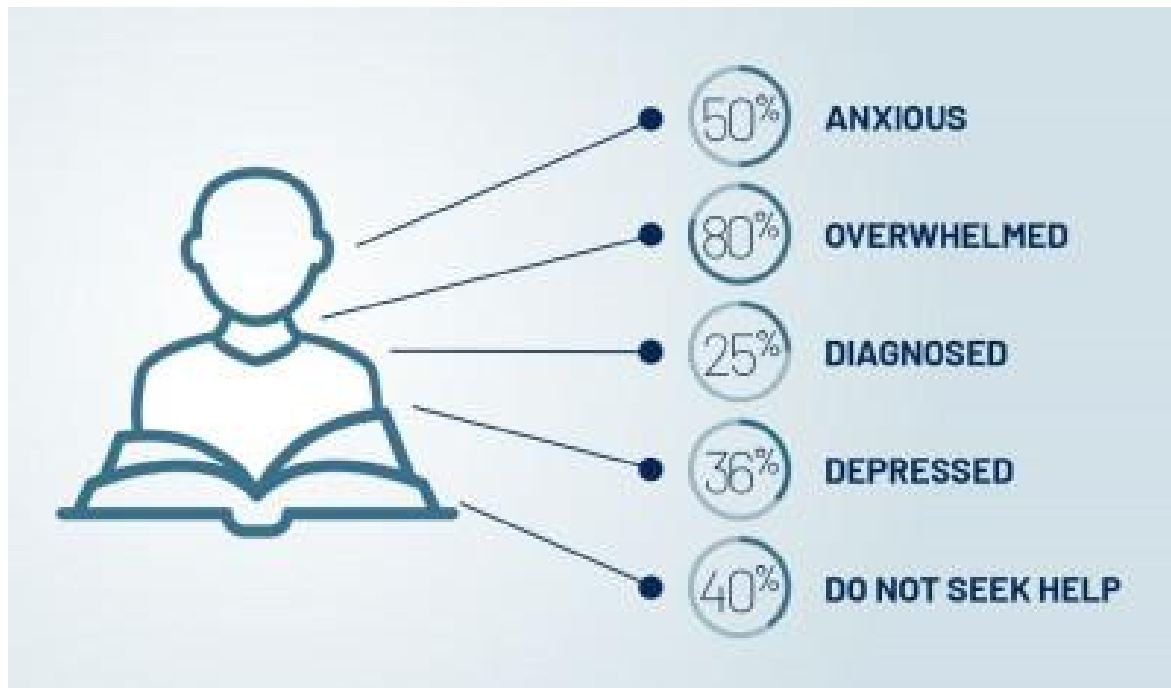 50% ANXIOUS
80% OVERWHELMED
25% DIAGNOSED
36% DEPRESSED
40% DO NOT SEEK HELP